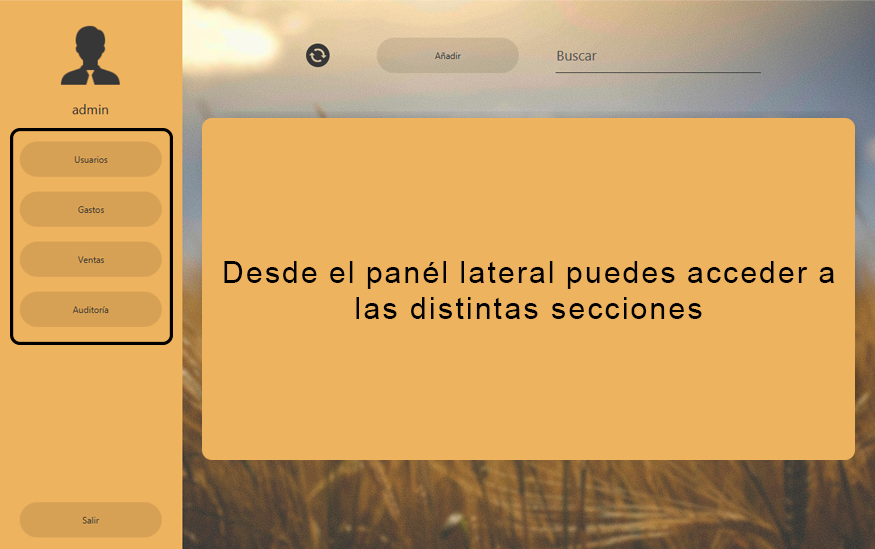 admin
Usuarios
Gastos
Ventas
Auditoría
Salir
Añadir
Buscar
Desde el panél lateral puedes acceder a
las distintas secciones